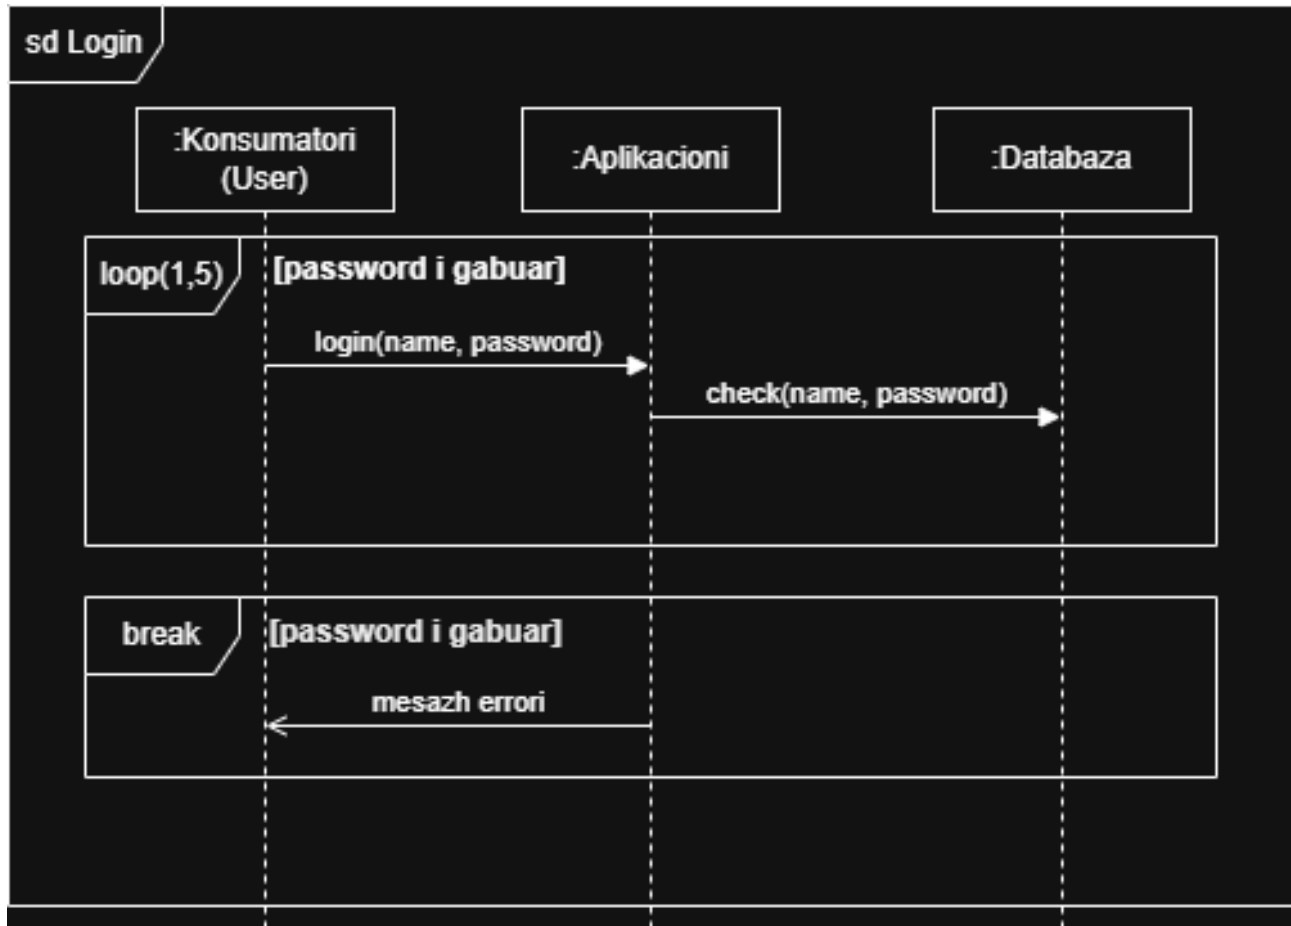 sd Login
:Konsumatori
(User)
:Aplikacioni
:Databaza
loop(1,5)
[password i gabuar]
login(name, password)
check(name, password)
break
[password i gabuar]
mesazh errori